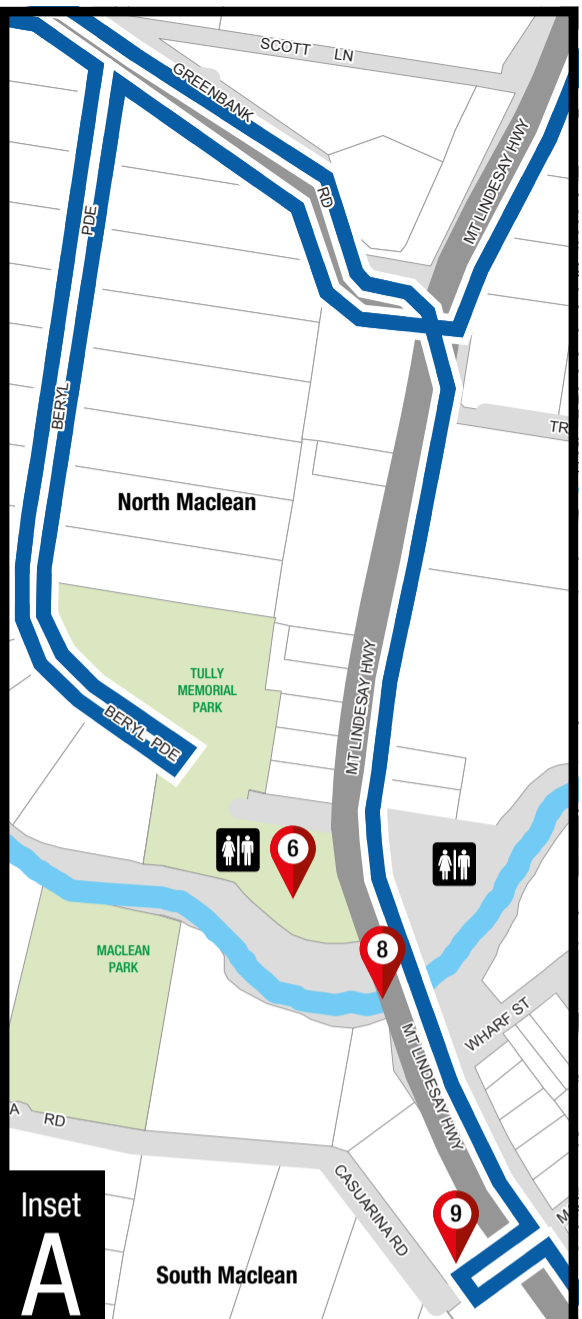 SCOTT LN
GREENBANK
RD
MT LINDESAY HWY
PDE
BERYL
TR
North Maclean
TULLY
MEMORIAL
PARK
MT LINDESAY HWY
BERYL PDE
6
8
MACLEAN
PARK
WHARF ST
MT LINDESAY HWY
A RD
CASUARINA RD
9
M
Inset
A
South Maclean